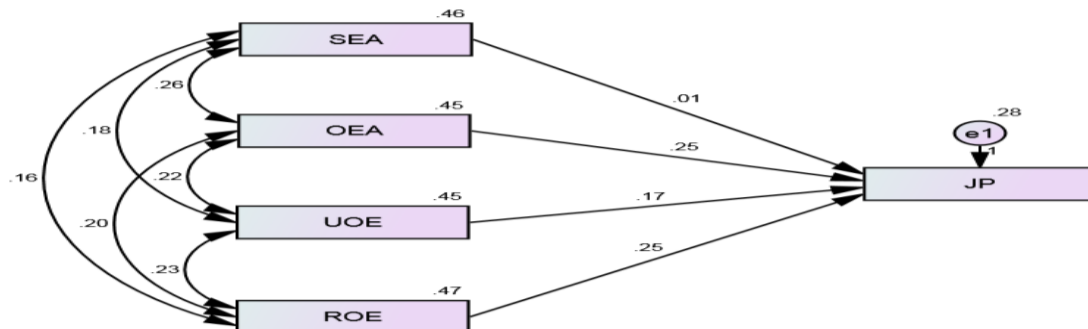 .46
SEA
.26
.01
.45
.28
OEA
e1
.18
.25
1
.22
.16
JP
.45
.17
UOE
.20
.25
.23
.47
ROE